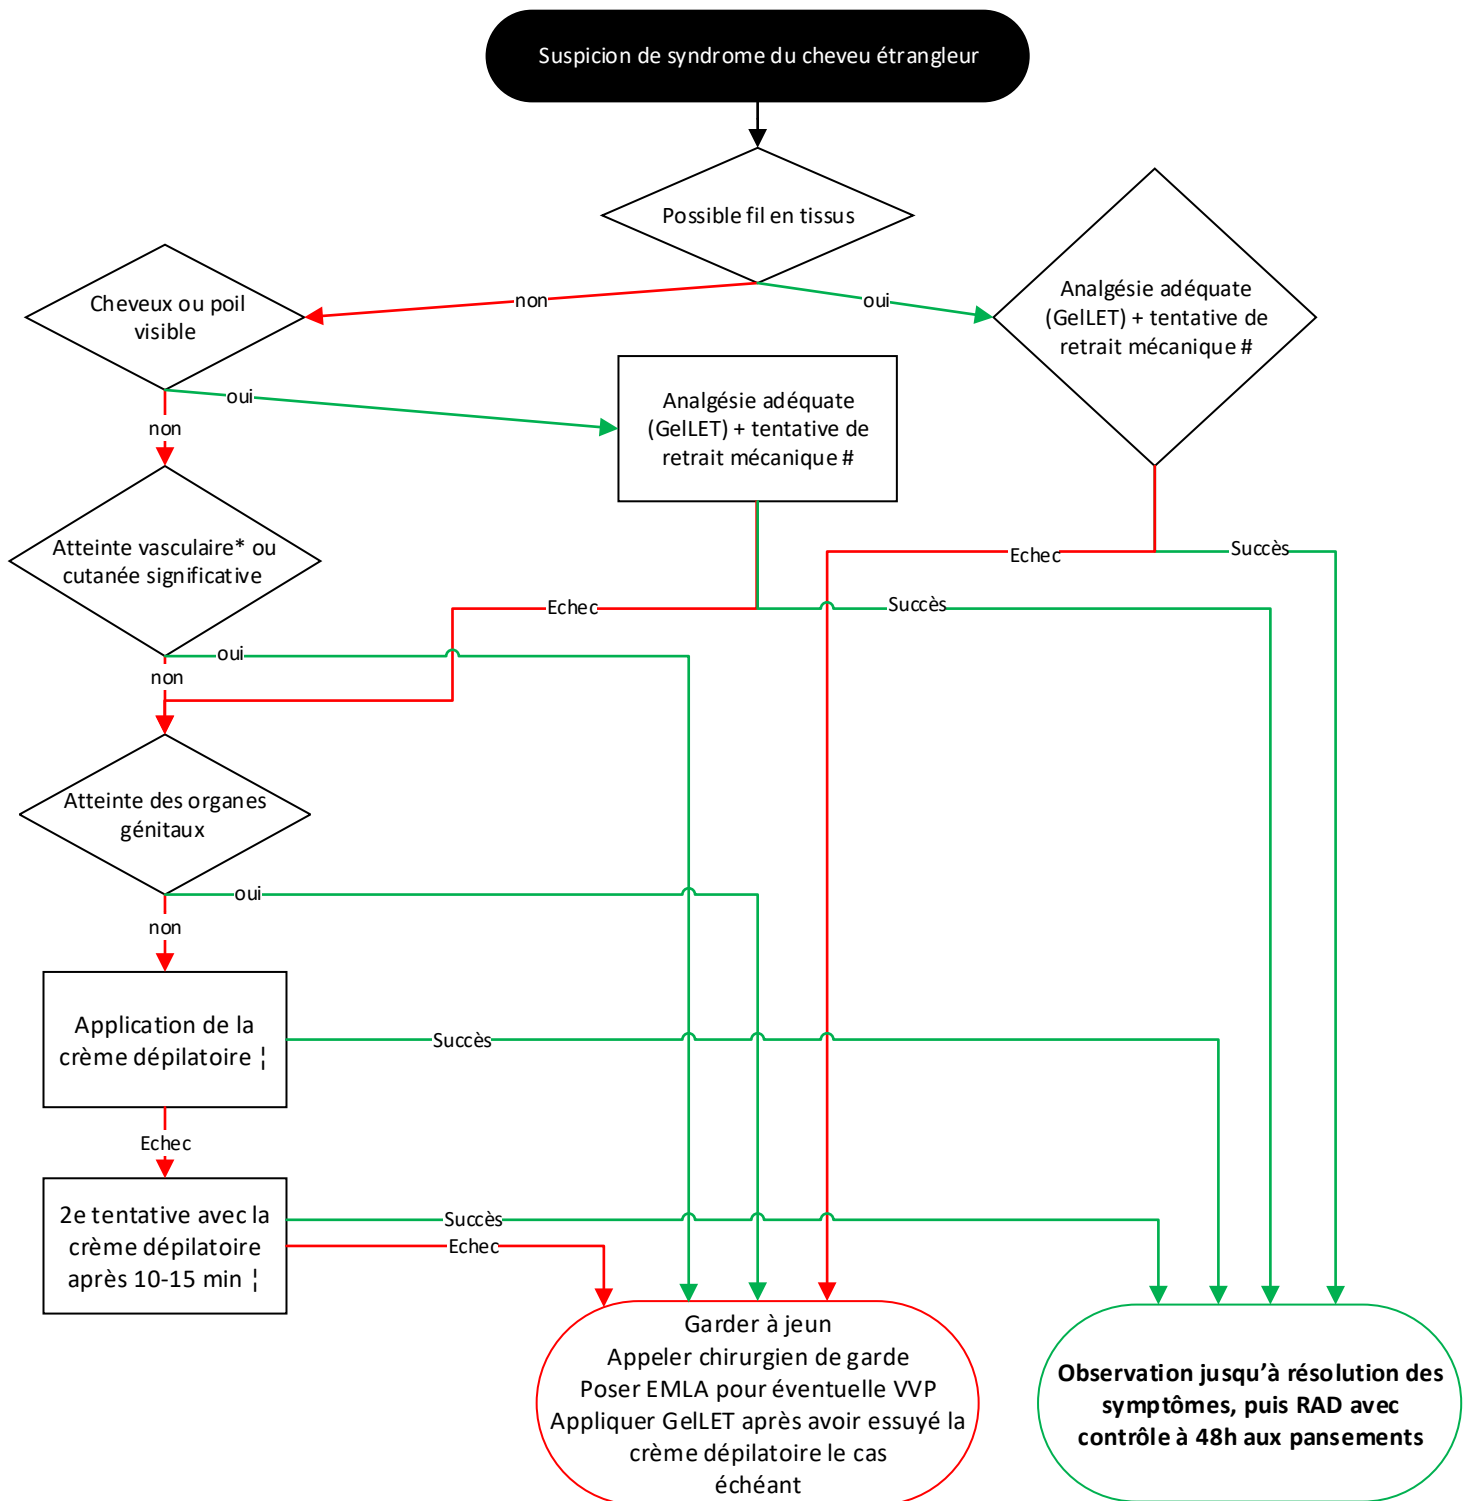 Suspicion de syndrome du cheveu étrangleur
Possible fil en tissus
non
oui
Cheveux ou poil
visible
Analgésie adéquate
(GelLET) + tentative de
retrait mécanique #
oui
non
Analgésie adéquate
(GelLET) + tentative de
retrait mécanique #
Atteinte vasculaire* ou
cutanée significative
Echec
Succès
Echec
Succès
oui
non
Atteinte des organes
génitaux
oui
non
Application de la
crème dépilatoire ¦
Succès
Echec
2e tentative avec la
crème dépilatoire
après 10-15 min ¦
Succès
Echec
Garder à jeun
Appeler chirurgien de garde
Poser EMLA pour éventuelle VVP
Appliquer GelLET après avoir essuyé la
crème dépilatoire le cas
échéant
Observation jusqu’à résolution des
symptômes, puis RAD avec
contrôle à 48h aux pansements